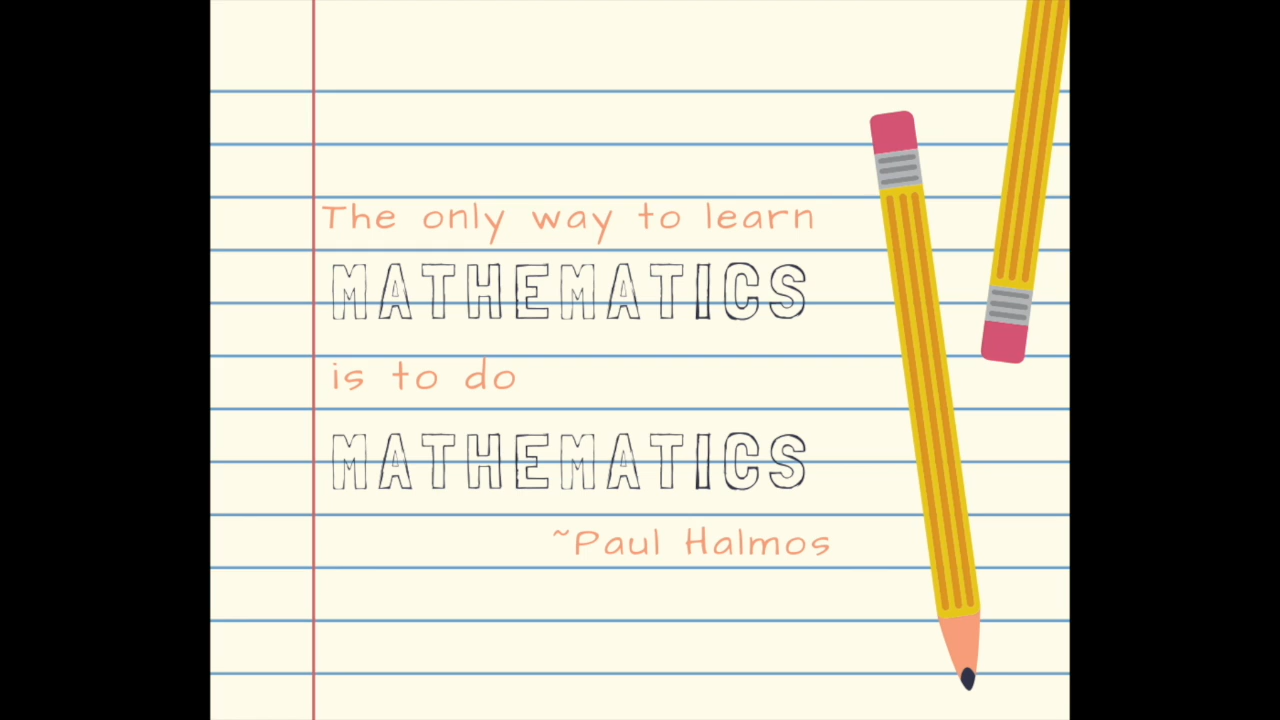 The only way to learn
MATHEMATICS
is to do
MATHEMATICS
~Paul Halmos